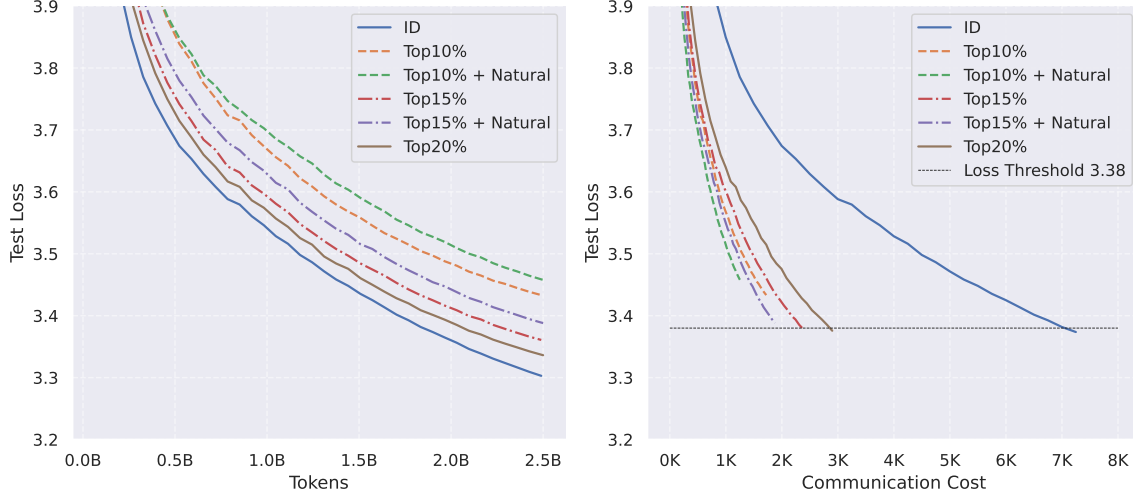 3.9
3.8
3.7
3.6
3.5
3.4
3.3
3.2
Test Loss
0.0B 0.5B 1.0B 1.5B 2.0B 2.5B
Tokens
ID
Top10%
Top10% + Natural
Top15%
Top15% + Natural
Top20%
3.9
3.8
3.7
3.6
3.5
3.4
3.3
3.2
Test Loss
0K 1K 2K 3K 4K 5K 6K 7K 8K
Communication Cost
ID
Top10%
Top10% + Natural
Top15%
Top15% + Natural
Top20%
Loss Threshold 3.38